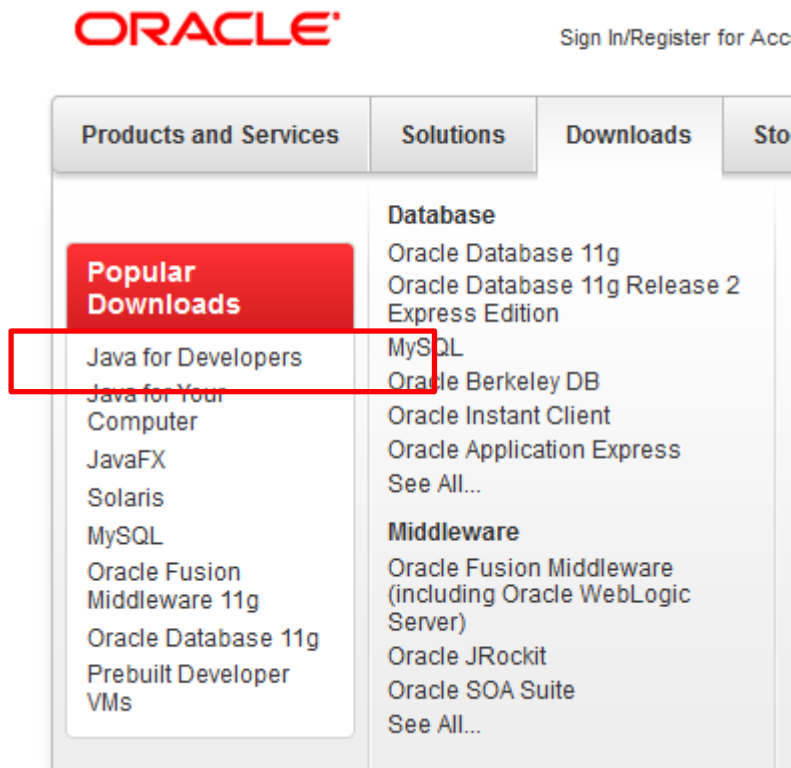 ORACLE
Sign In/Register for Acc
Products and Services
Solutions
Downloads
Sto
Popular
Downloads
Java for Developers
Java for Your
Computer
JavaFX
Solaris
MySQL
Oracle Fusion
Middleware 11g
Oracle Database 11g
Prebuilt Developer
VMs
Database
Oracle Database 11g
Oracle Database 11g Release 2
Express Edition
MySQL
Oracle Berkeley DB
Oracle Instant Client
Oracle Application Express
See All...
Middleware
Oracle Fusion Middleware
(including Oracle WebLogic
Server)
Oracle JRockit
Oracle SOA Suite
See All...